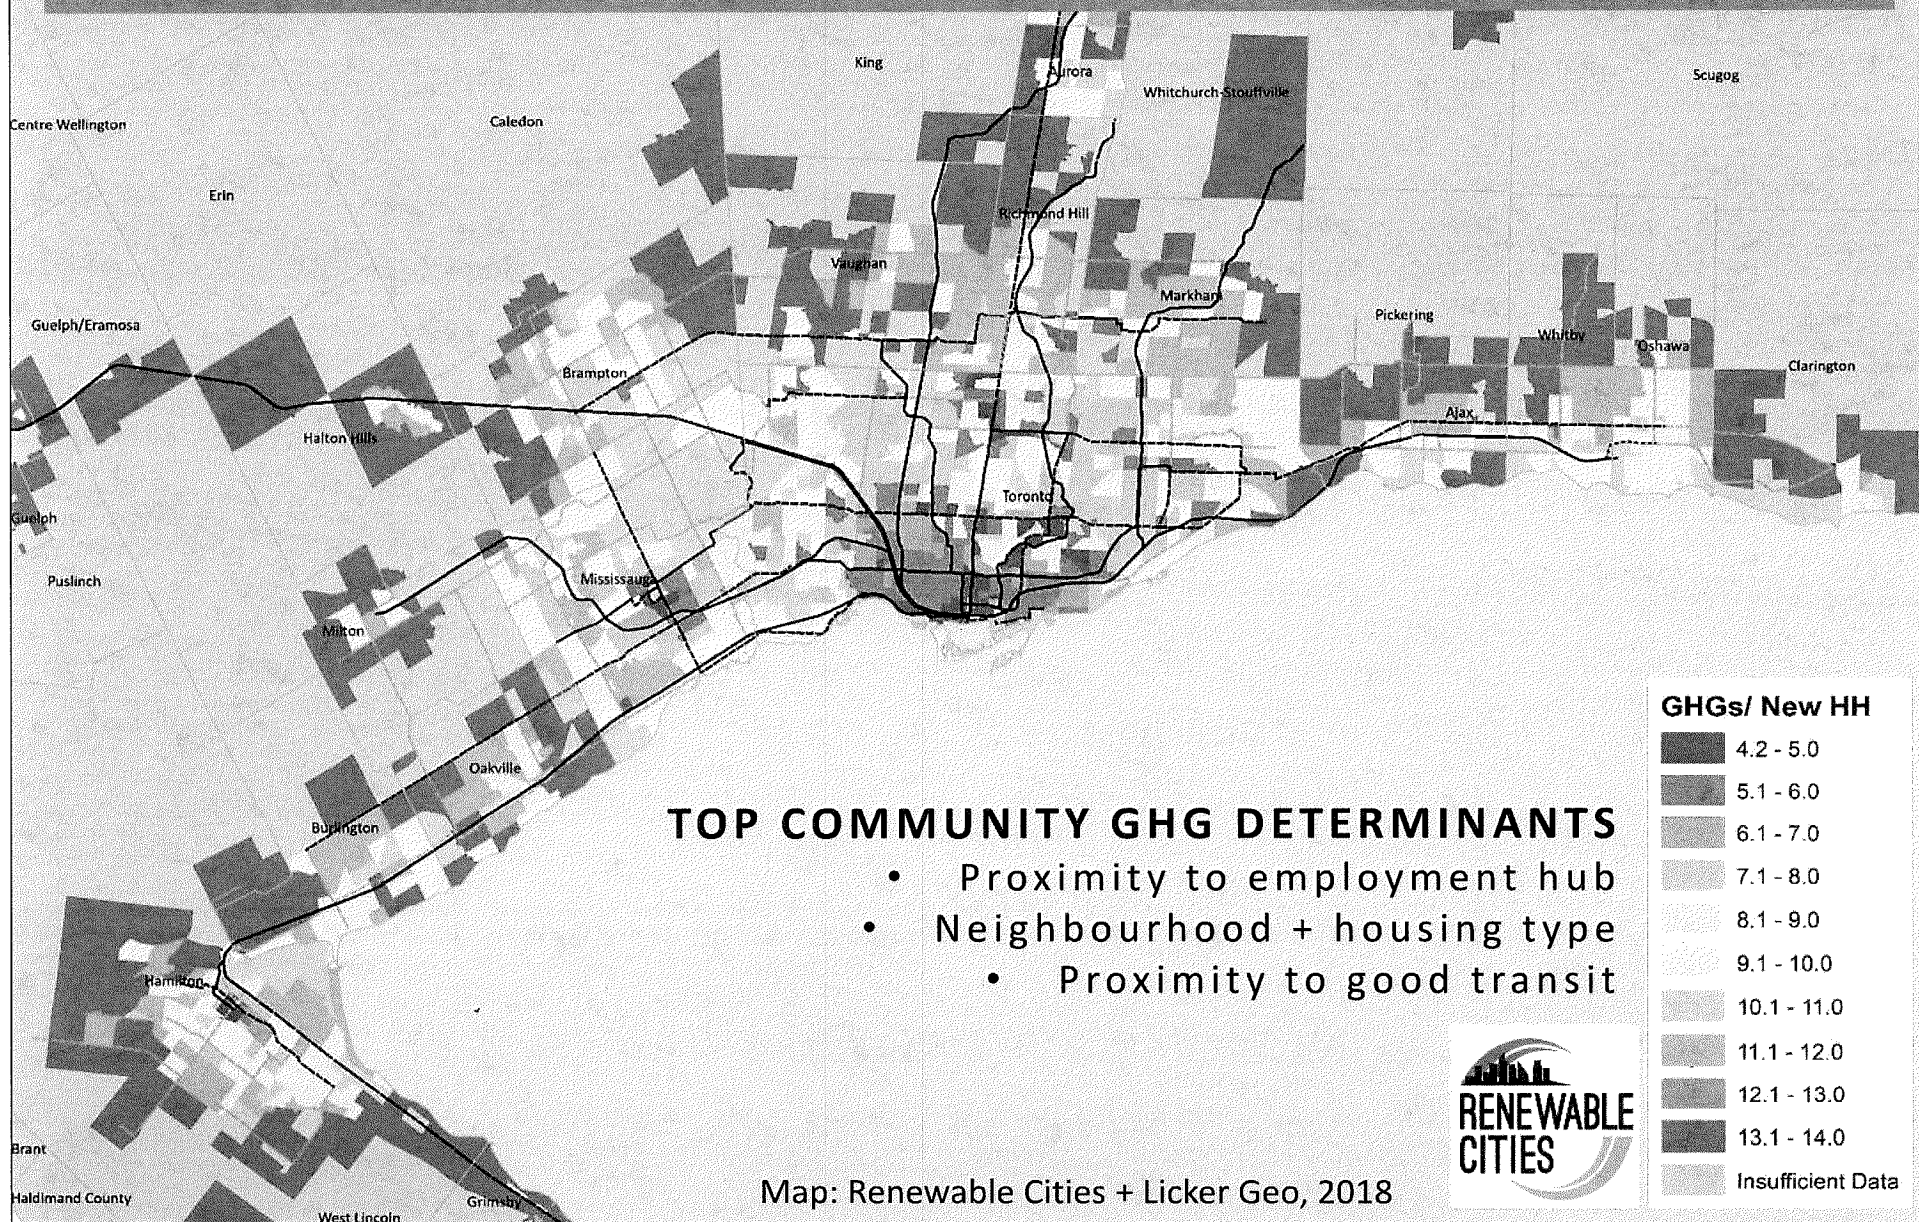 King
Aurora
Whitchurch-Stouffville
Scugog
Centre Wellington
Caledon
Erin
Richmond Hill
Vaughan
Markham
Guelph/Eramosa
Pickering
Whitby
Oshawa
Clarington
Brampton
Ajax
Halton Hills
Toronto
Guelph
Mississauga
Puslinch
Milton
Oakville
Burlington
Hamilton
Brant
Haldimand County
West Lincoln
Grimsby
TOP COMMUNITY GHG DETERMINANTS
• Proximity to employment hub
• Neighbourhood + housing type
• Proximity to good transit
GHGs/ New HH
4.2 - 5.0
5.1 - 6.0
6.1 - 7.0
7.1 - 8.0
8.1 - 9.0
9.1 - 10.0
10.1 - 11.0
11.1 - 12.0
12.1 - 13.0
13.1 - 14.0
Insufficient Data
RENEWABLE
CITIES
Map: Renewable Cities + Licker Geo, 2018